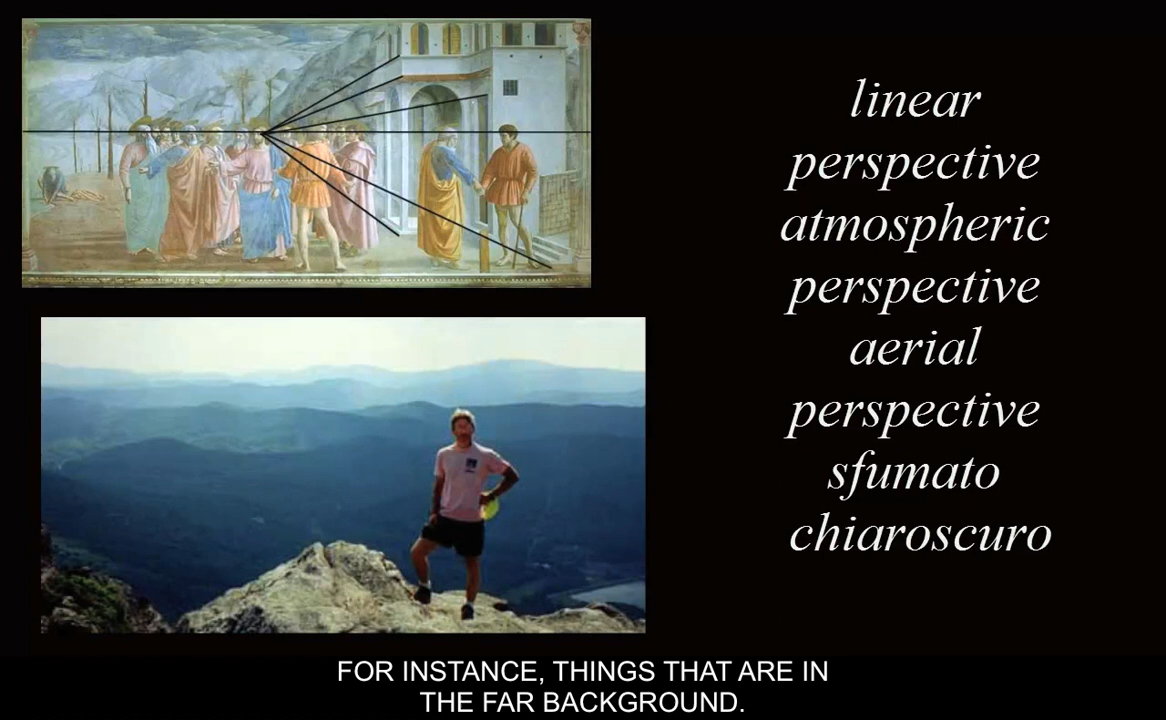 linear
perspective
atmospheric
perspective
aerial
perspective
sfumato
chiaroscuro
FOR INSTANCE, THINGS THAT ARE IN
THE FAR BACKGROUND.